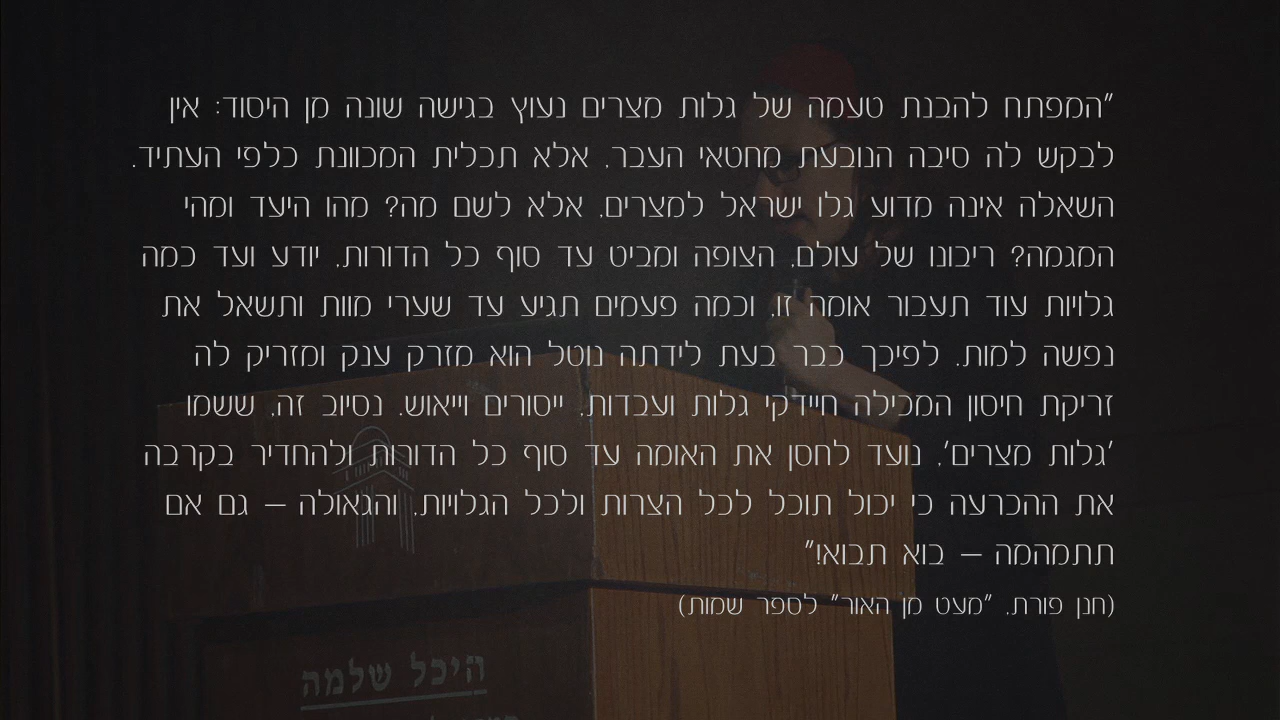 "המפתח להבנת טעמה של גלות מצרים נעוץ בגישה שונה מן היסוד: אין
לבקש לה סיבה הנובעת מחטאי העבר, אלא תכלית המכוונת כלפי העתיד.
השאלה אינה מדוע גלו ישראל למצרים, אלא לשם מה? מהו היעד ומהי
המגמה? ריבונו של עולם, הצופה ומביט עד סוף כל הדורות, יודע ועד כמה
גלויות עוד תעבור אומה זו, וכמה פעמים תגיע עד שערי מוות ותשאל את
נפשה למות. לפיכך כבר בעת לידתה נוטל הוא מזרק ענק ומזריק לה
זריקת חיסון המכילה חיידקי גלות ועבדות, ייסורים וייאוש. נסיוב זה, ששמו
'גלות מצרים', נועד לחסן את האומה עד סוף כל הדורות ולהחדיר בקרבה
את ההכרעה כי יכול תוכל לכל הצרות ולכל הגלויות, והגאולה – גם אם
תתמהמה – בוא תבוא!"
(חנן פורת, "מעט מן האור" לספר שמות)
היכל שלמה